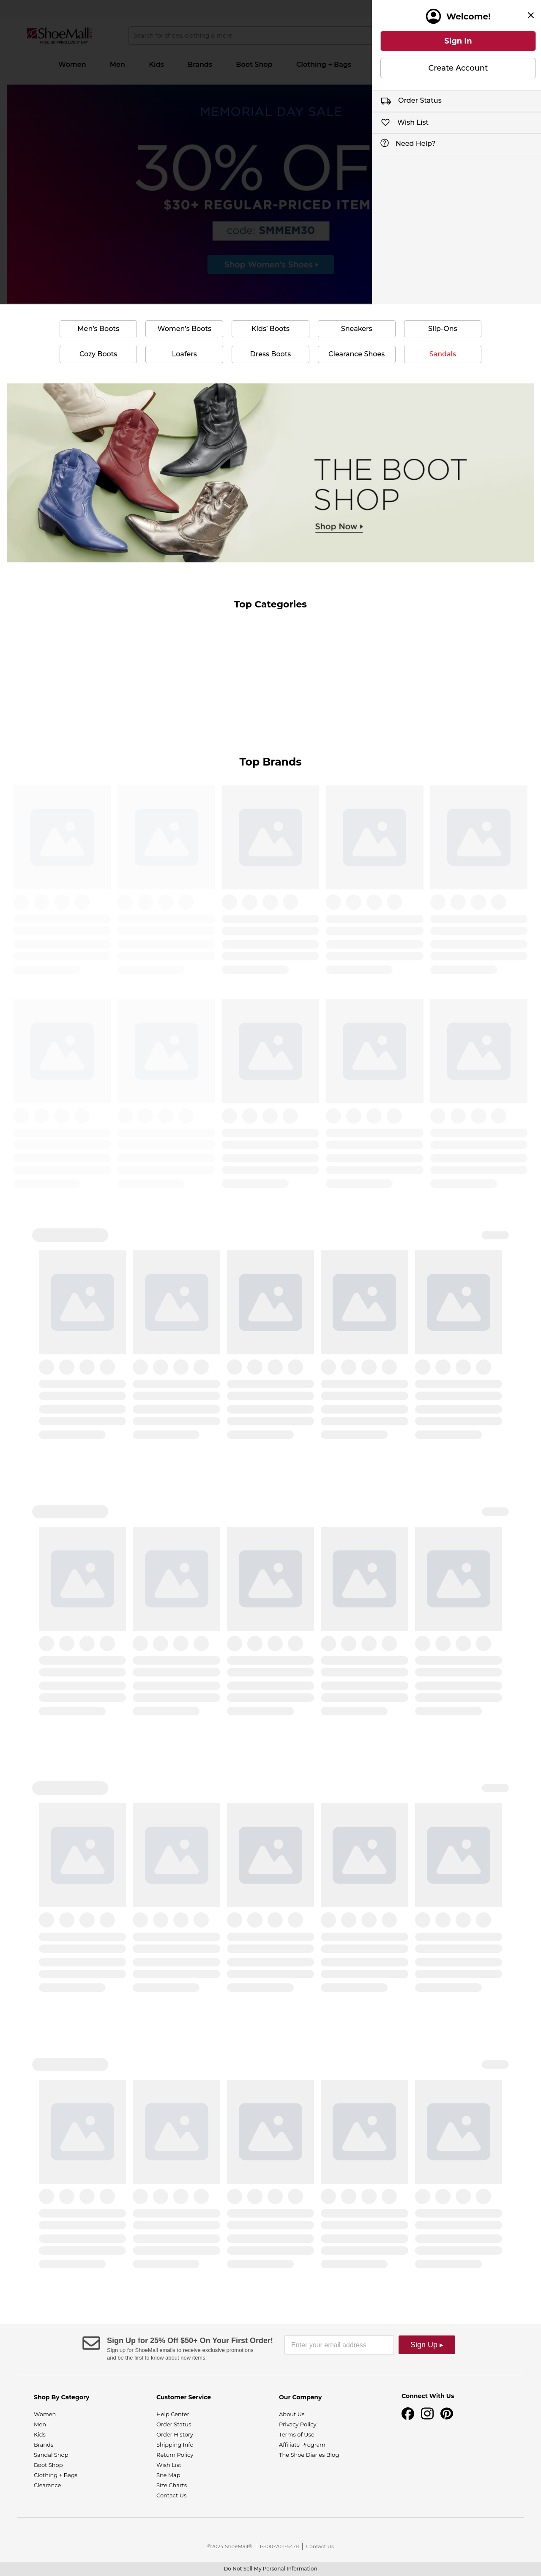 Welcome!
Sign In
Create Account
Order Status
Wish List
Need Help?
ShoeMall
Search for shoes, clothing & more
Women Men Kids Brands Boot Shop Clothing + Bags
MEMORIAL DAY SALE
30% OF
$30+ REGULAR-PRICED ITEM
code: SMMEM30
Shop Women's Shoes
Men's Boots Women's Boots Kids' Boots Sneakers Slip-Ons
Cozy Boots Loafers Dress Boots Clearance Shoes Sandals
THE BOOT
SHOP
Shop Now
Top Categories
Top Brands
Sign Up for 25% Off $50+ On Your First Order!
Sign up for ShoeMall emails to receive exclusive promotions
and be the first to know about new items!
Enter your email address
Sign Up ▸
Shop By Category
Women
Men
Kids
Brands
Sandal Shop
Boot Shop
Clothing + Bags
Clearance
Customer Service
Help Center
Order Status
Order History
Shipping Info
Return Policy
Wish List
Site Map
Size Charts
Contact Us
Our Company
About Us
Privacy Policy
Terms of Use
Affiliate Program
The Shoe Diaries Blog
Connect With Us
©2024 ShoeMall® | 1-800-704-5478 | Contact Us
Do Not Sell My Personal Information